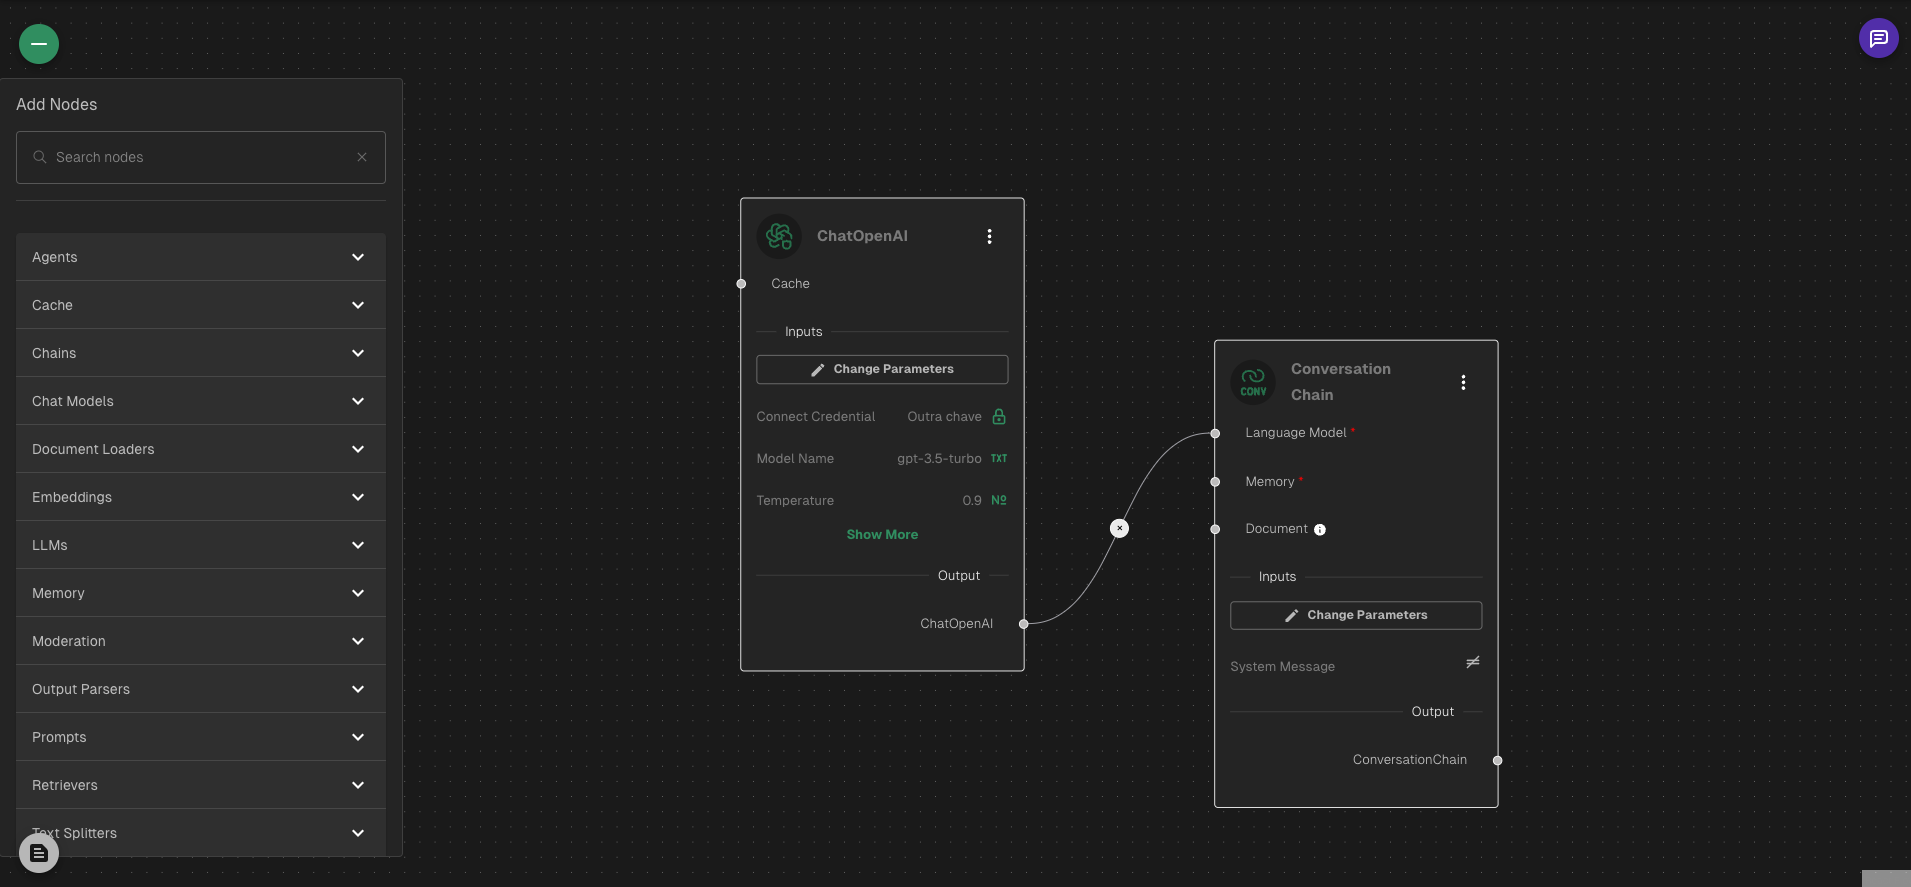 Add Nodes
Search nodes
Agents
Cache
Chains
Chat Models
Document Loaders
Embeddings
LLMs
Memory
Moderation
Output Parsers
Prompts
Retrievers
Text Splitters
ChatOpenAI
Cache
Inputs
Change Parameters
Connect Credential Outra chave
Model Name gpt-3.5-turbo TXT
Temperature 0.9 Nº
Show More
Output
ChatOpenAI
CONV
Conversation
Chain
Language Model *
Memory *
Document
Inputs
Change Parameters
System Message
Output
ConversationChain